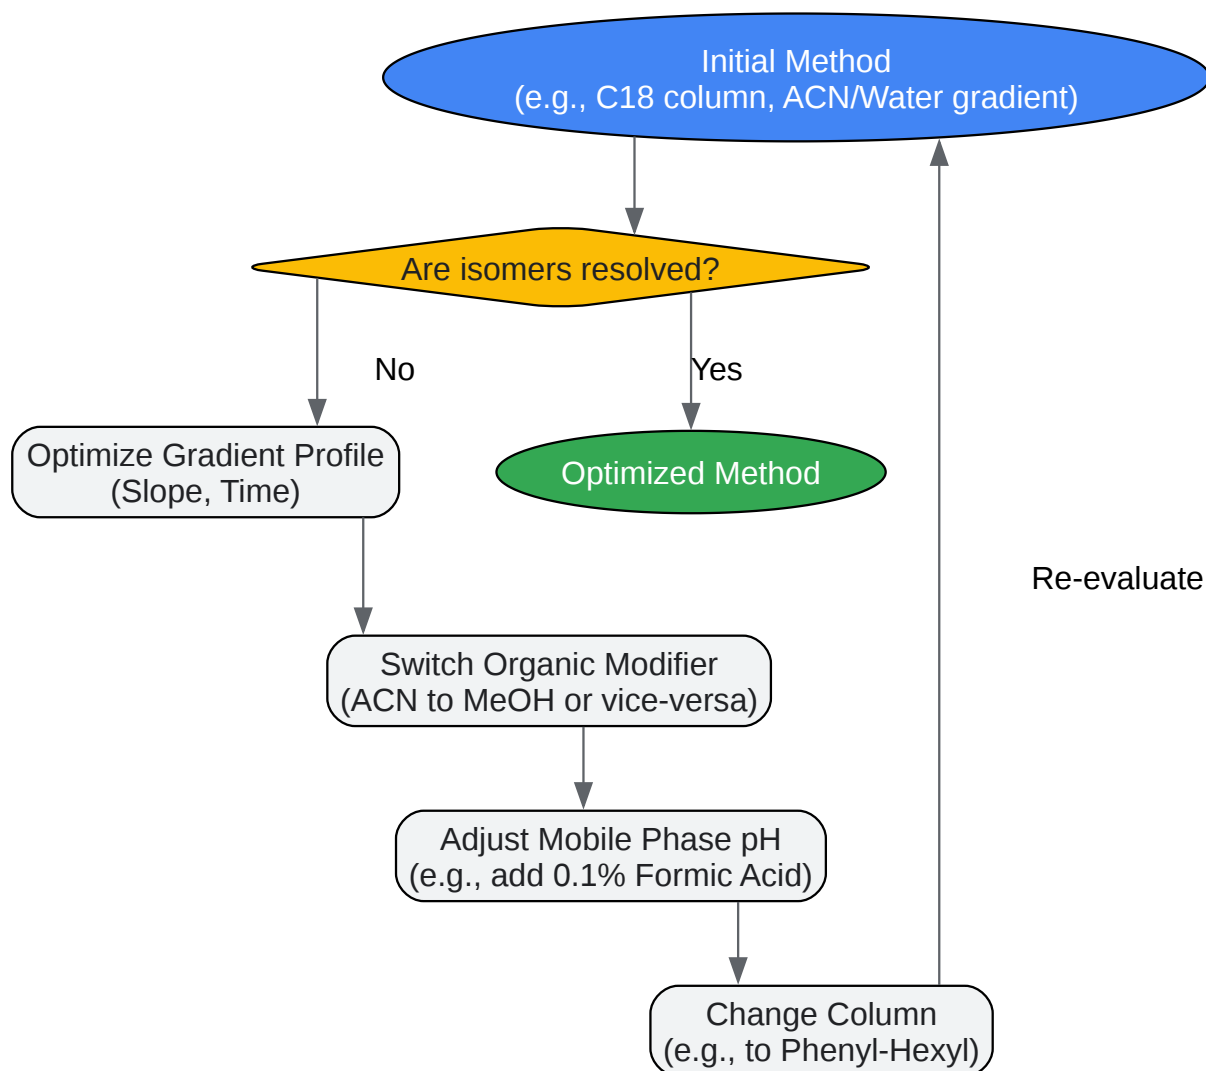 Initial Method
(e.g., C18 column, ACN/Water gradient)
Are isomers resolved?
No
Yes
Optimize Gradient Profile
(Slope, Time)
Optimized Method
Re-evaluate
Switch Organic Modifier
(ACN to MeOH or vice-versa)
Adjust Mobile Phase pH
(e.g., add 0.1% Formic Acid)
Change Column
(e.g., to Phenyl-Hexyl)